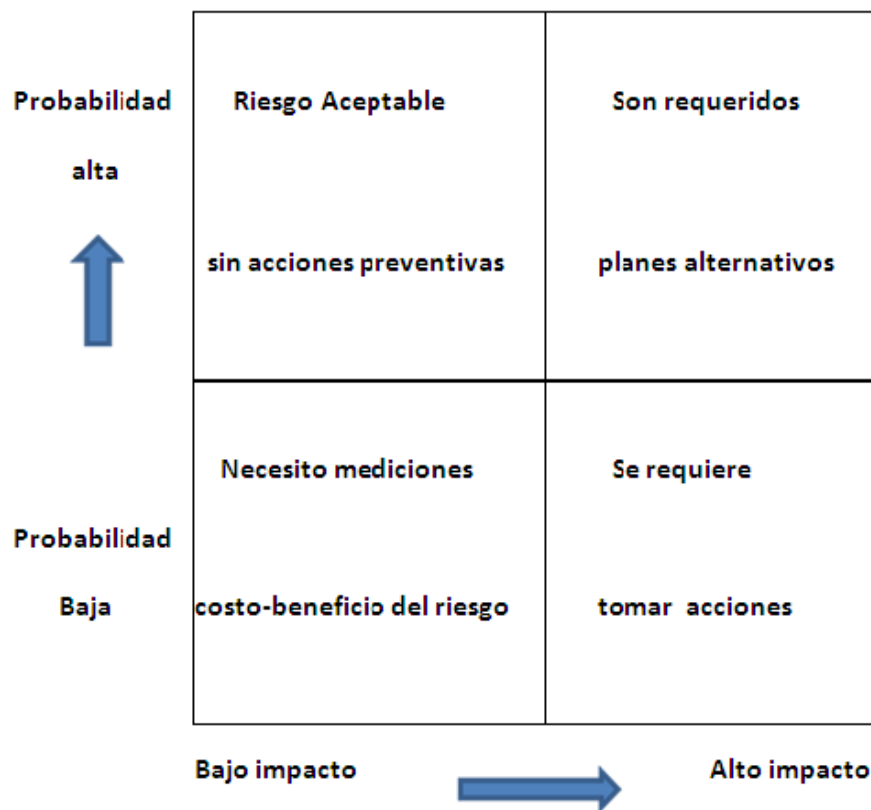 Probabilidad
alta
Riesgo Aceptable
sin acciones preventivas
Son requeridos
planes alternativos
Probabilidad
Baja
Necesito mediciones
costo-beneficio del riesgo
Se requiere
tomar acciones
Bajo impacto
Alto impacto